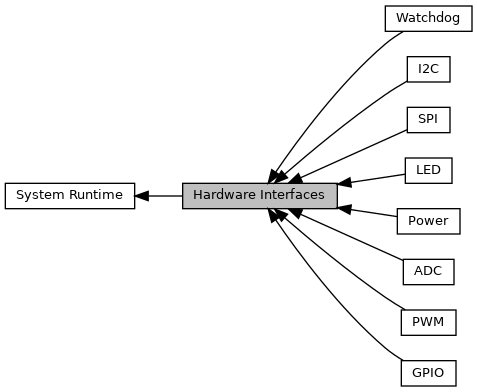 Watchdog
I2C
SPI
LED
System Runtime
Hardware Interfaces
Power
ADC
PWM
GPIO